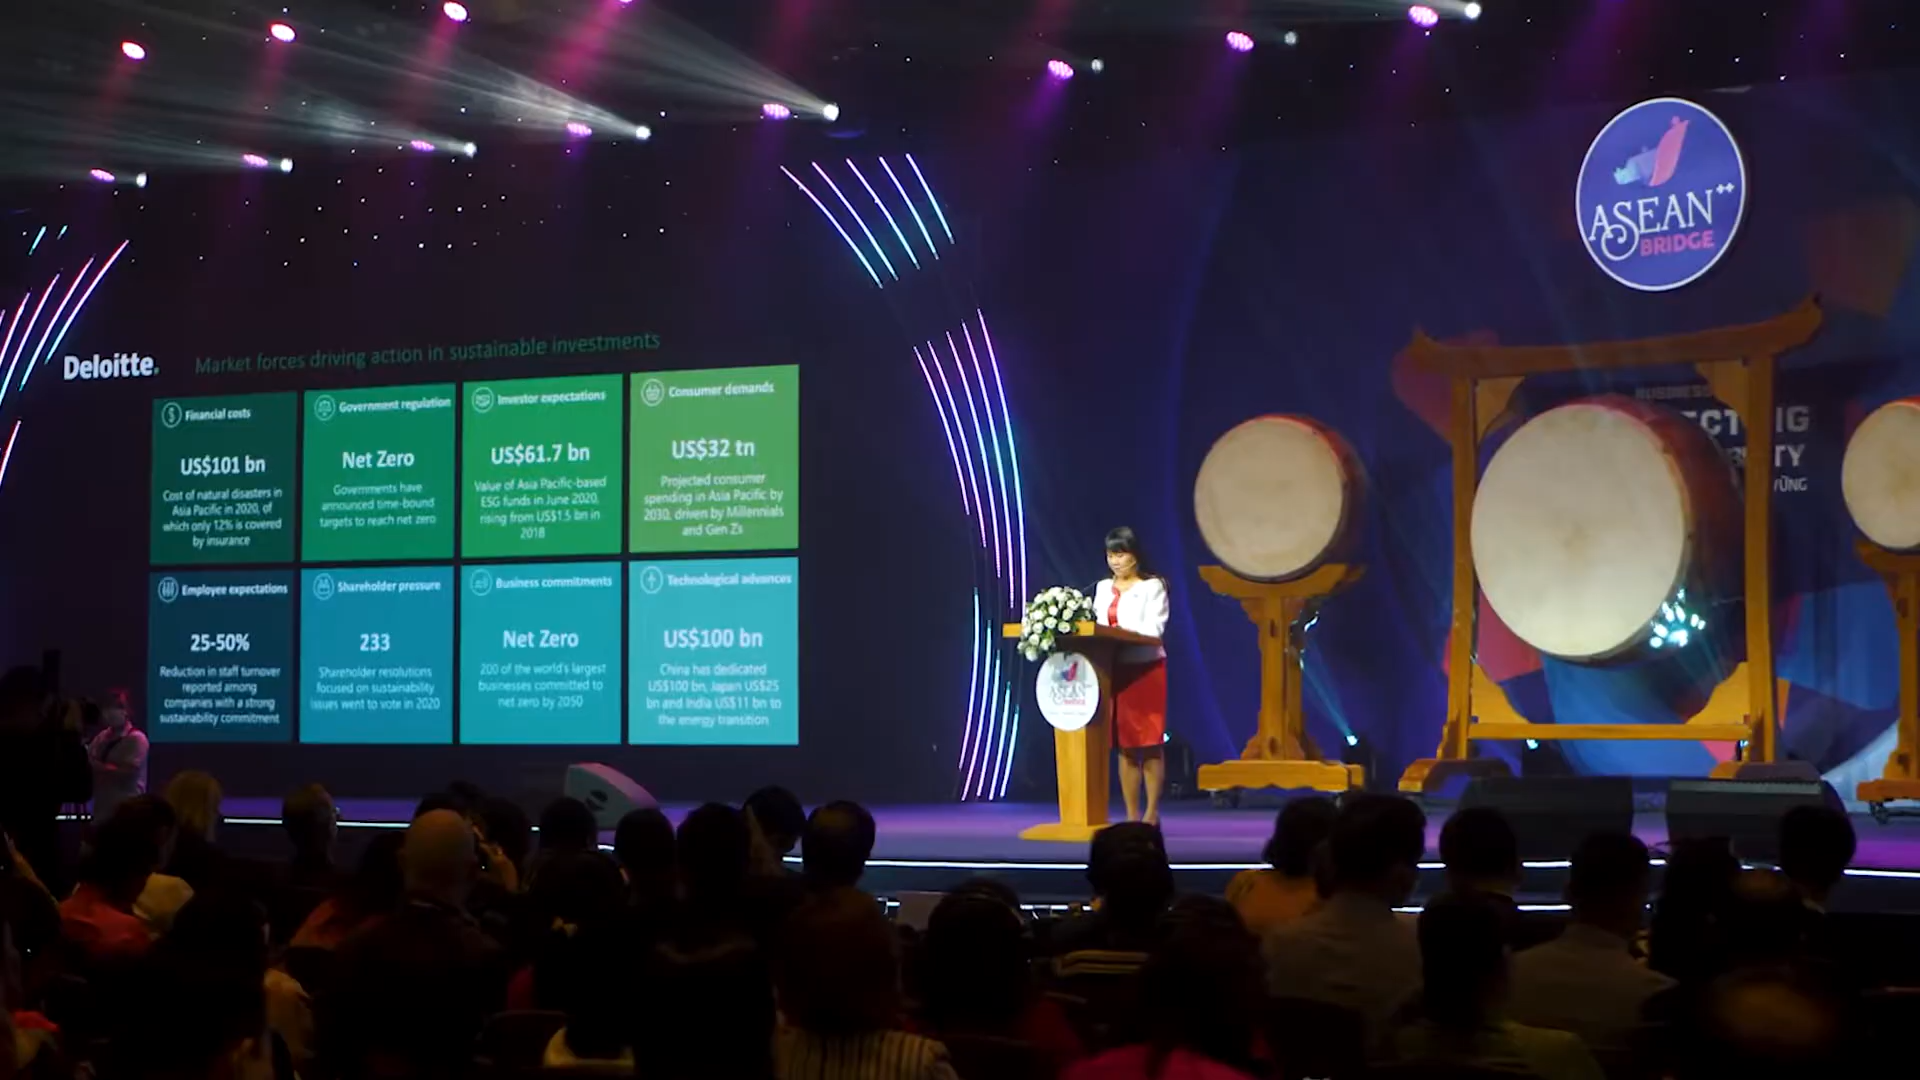 Deloitte.
Market forces driving action in sustainable investments
Financial costs
US$101 bn
Cost of natural disasters in
Asia Pacific in 2020, of
which only 12% is covered
by insurance
Government regulation
Net Zero
Governments have
announced time-bound
targets to reach net zero
Investor expectations
US$61.7 bn
Value of Asia Pacific-based
ESG funds in June 2020,
rising from US$1.5 bn in
2018
Consumer demands
US$32 tn
Projected consumer
spending in Asia Pacific by
2030, driven by Millennials
and Gen Zs
Employee expectations
25-50%
Reduction in staff turnover
reported among
companies with a strong
sustainability commitment
Shareholder pressure
233
Shareholder resolutions
focused on sustainability
issues went to vote in 2020
Business commitments
Net Zero
200 of the world's largest
businesses committed to
net zero by 2050
Technological advances
US$100 bn
China has dedicated
US$100 bn, Japan US$25
bn and India US$11 bn to
the energy transition
ASEAN++
BRIDGE
ASEAN
BRIDGE